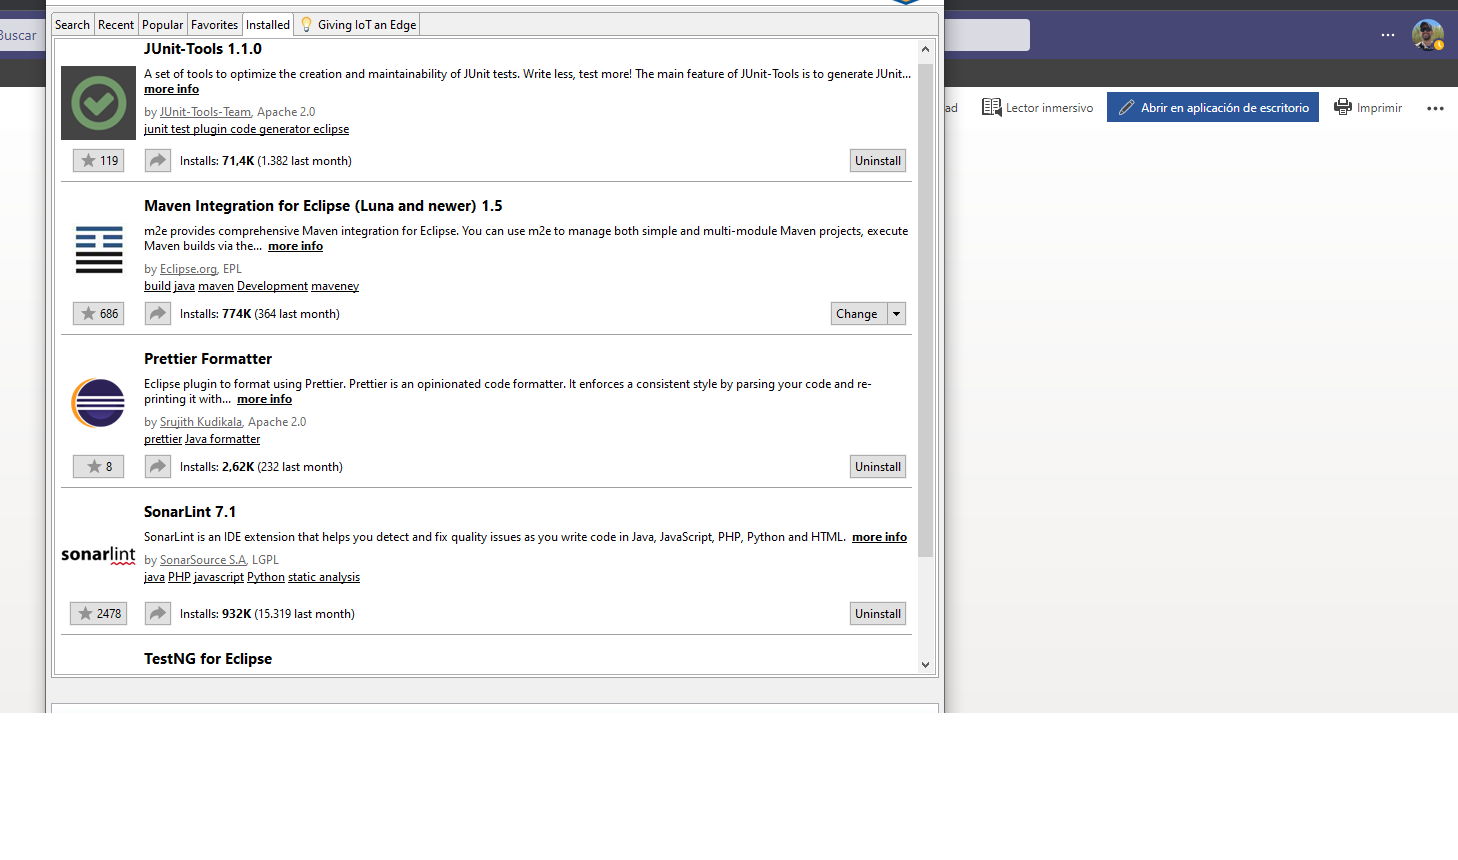 Buscar
Search Recent Popular Favorites Installed Giving IoT an Edge
JUnit-Tools 1.1.0
A set of tools to optimize the creation and maintainability of JUnit tests. Write less, test more! The main feature of JUnit-Tools is to generate JUnit...
more info
by JUnit-Tools-Team, Apache 2.0
junit test plugin code generator eclipse
119 Installs: 71,4K (1.382 last month) Uninstall
Maven Integration for Eclipse (Luna and newer) 1.5
m2e provides comprehensive Maven integration for Eclipse. You can use m2e to manage both simple and multi-module Maven projects, execute
Maven builds via the... more info
by Eclipse.org, EPL
build java maven Development maveney
686 Installs: 774K (364 last month) Change
Prettier Formatter
Eclipse plugin to format using Prettier. Prettier is an opinionated code formatter. It enforces a consistent style by parsing your code and re-
printing it with... more info
by Srujith Kudikala, Apache 2.0
prettier Java formatter
8 Installs: 2,62K (232 last month) Uninstall
SonarLint 7.1
sonarlint
SonarLint is an IDE extension that helps you detect and fix quality issues as you write code in Java, JavaScript, PHP, Python and HTML. more info
by SonarSource S.A, LGPL
java PHP javascript Python static analysis
2478 Installs: 932K (15.319 last month) Uninstall
TestNG for Eclipse
ad Lector inmersivo Abrir en aplicación de escritorio Imprimir